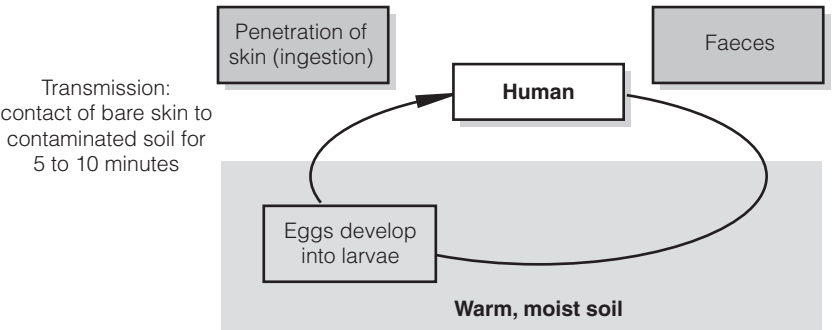 Penetration of
skin (ingestion)
Faeces
Transmission:
contact of bare skin to
contaminated soil for
5 to 10 minutes
Human
Eggs develop
into larvae
Warm, moist soil